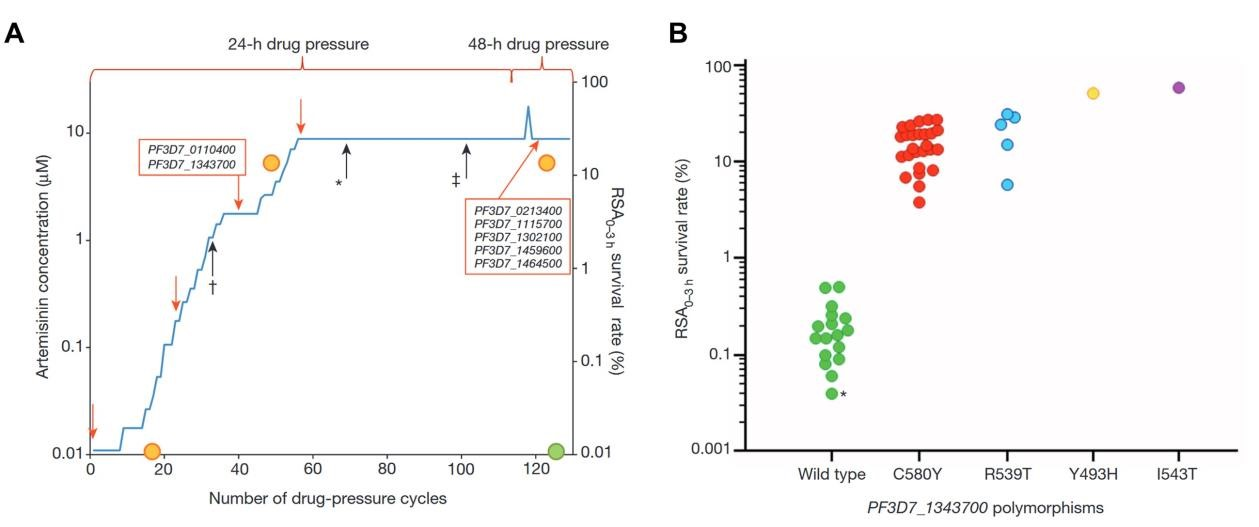 A
24-h drug pressure
48-h drug pressure
Artemisinin concentration (µM)
10
1
0.1
0.01
PF3D7_0110400
PF3D7_1343700
*
†
‡
PF3D7_0213400
PF3D7_1115700
PF3D7_1302100
PF3D7_1459600
PF3D7_1464500
100
10
1
0.1
0.01
RSA0–3 h survival rate (%)
0
20
40
60
80
100
120
Number of drug-pressure cycles
B
RSA0–3 h survival rate (%)
100
10
1
0.1
0.001
*
Wild type
C580Y
R539T
Y493H
I543T
PF3D7_1343700 polymorphisms